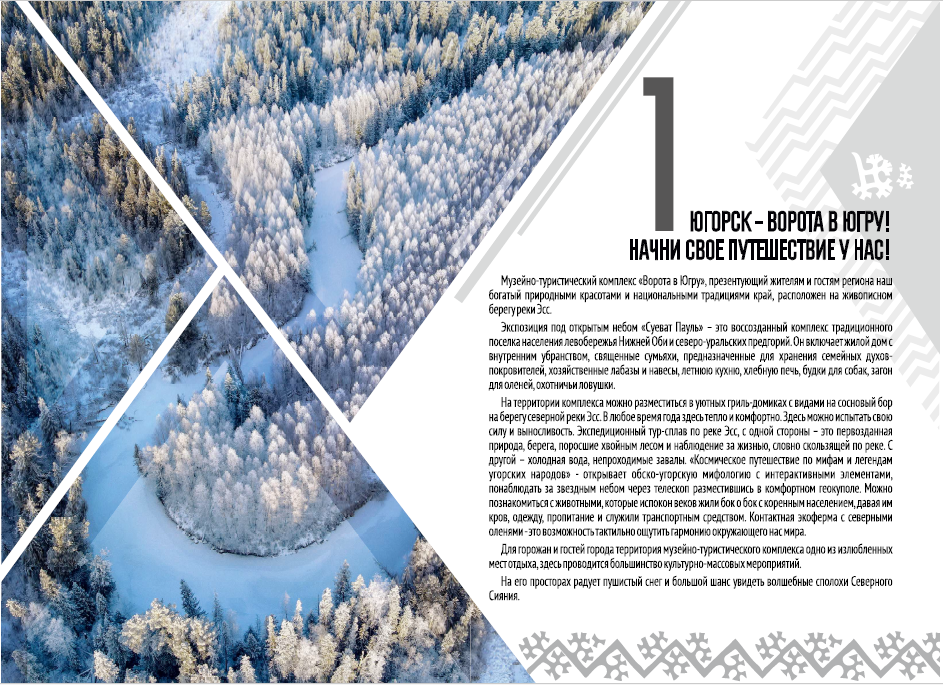 1
ЮГОРСК – ВОРОТА В ЮГРУ!
НАЧНИ СВОЕ ПУТЕШЕСТВИЕ У НАС!
Музейно-туристический комплекс «Ворота в Югру», презентующий жителям и гостям региона наш
богатый природными красотами и национальными традициями край, расположен на живописном
берегу реки Эсс.
Экспозиция под открытым небом «Суеват Пауль» – это воссозданный комплекс традиционного
поселка населения левобережья Нижней Оби и северо-уральских предгорий. Он включает жилой дом с
внутренним убранством, священные сумьяхи, предназначенные для хранения семейных духов-
покровителей, хозяйственные лабазы и навесы, летнюю кухню, хлебную печь, будки для собак, загон
для оленей, охотничьи ловушки.
На территории комплекса можно разместиться в уютных гриль-домиках с видами на сосновый бор
на берегу северной реки Эсс. В любое время года здесь тепло и комфортно. Здесь можно испытать свою
силу и выносливость. Экспедиционный тур-сплав по реке Эсс, с одной стороны – это первозданная
природа, берега, поросшие хвойным лесом и наблюдение за жизнью, словно скользящей по реке. С
другой – холодная вода, непроходимые завалы. «Космическое путешествие по мифам и легендам
угорских народов» - открывает обско-угорскую мифологию с интерактивными элементами,
понаблюдать за звездным небом через телескоп разместившись в комфортном геокуполе. Можно
познакомиться с животными, которые испокон веков жили бок о бок с коренным населением, давая им
кров, одежду, пропитание и служили транспортным средством. Контактная экоферма с северными
оленями - это возможность тактильно ощутить гармонию окружающего нас мира.
Для горожан и гостей города территория музейно-туристического комплекса одно из излюбленных
мест отдыха, здесь проводится большинство культурно-массовых мероприятий.
На его просторах радует пушистый снег и большой шанс увидеть волшебные сполохи Северного
Сияния.